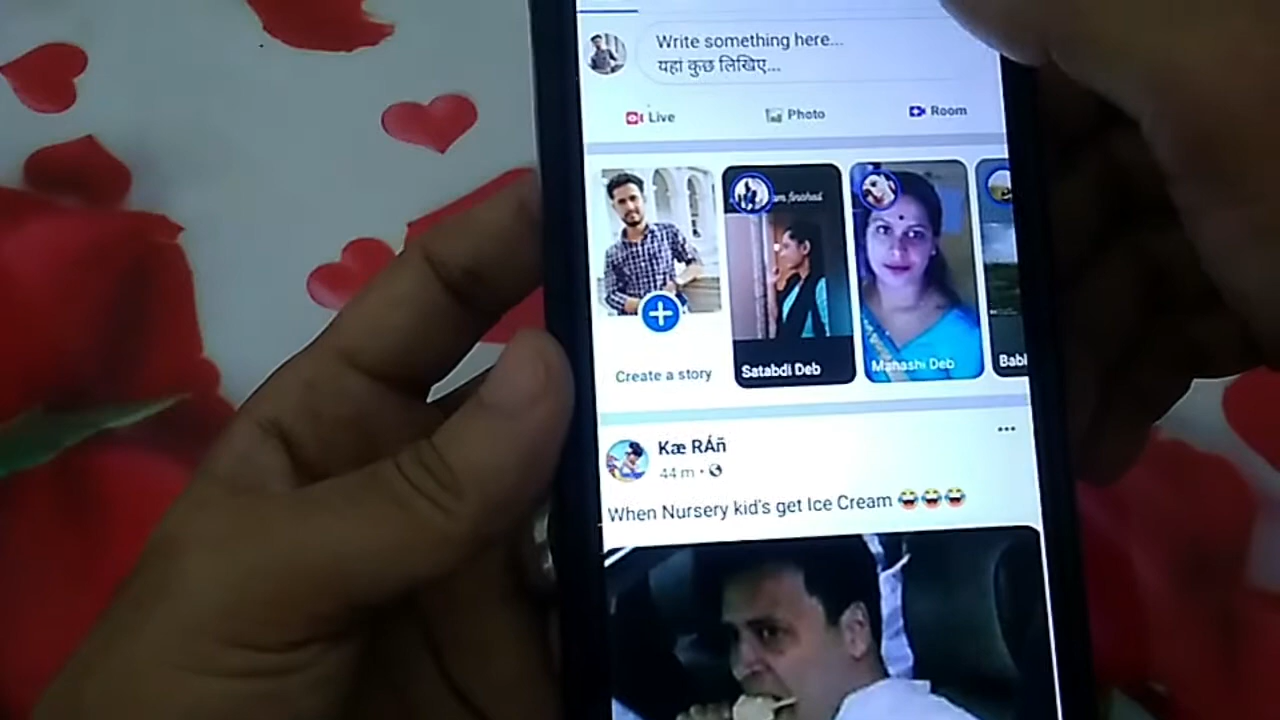 Write something here...
यहां कुछ लिखिए...
Live
Photo
Room
Create a story
Satabdi Deb
Manashi Deb
Babl
Kæ RÁñ
44 m
When Nursery kid's get Ice Cream 😂😂😂